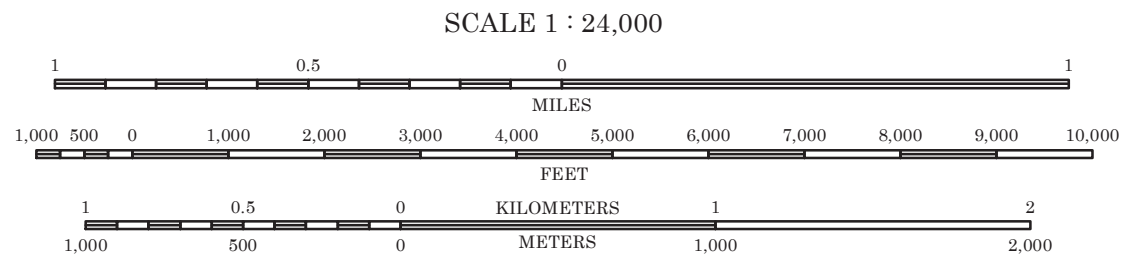 SCALE 1 : 24,000
1 0.5 0 1
MILES
1,000 500 0 1,000 2,000 3,000 4,000 5,000 6,000 7,000 8,000 9,000 10,000
FEET
1 0.5 0 KILOMETERS 1 2
1,000 500 0 METERS 1,000 2,000